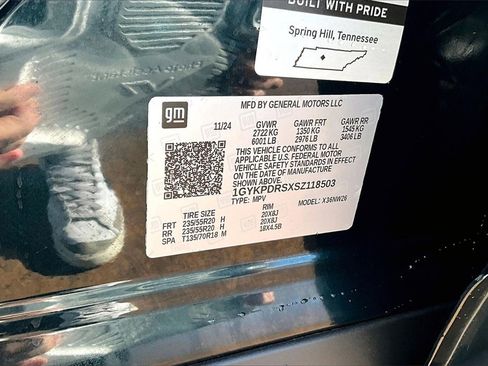 BUILT WITH PRIDE
Spring Hill, Tennessee
gm
MFD BY GENERAL MOTORS LLC
11/24 GVWR GAWR FRT GAWR RR
2722 KG 1350 KG 1545 KG
6001 LB 2976 LB 3406 LB
THIS VEHICLE CONFORMS TO ALL
APPLICABLE U.S. FEDERAL MOTOR
VEHICLE SAFETY STANDARDS IN EFFECT
ON THE DATE OF MANUFACTURE
SHOWN ABOVE.
1GYKPDRSXSZ118503
TYPE: MPV MODEL: X36NW26
TIRE SIZE RIM
FRT 235/55R20 H 20X8J
RR 235/55R20 H 20X8J
SPA T135/70R18 M 18X4.5B